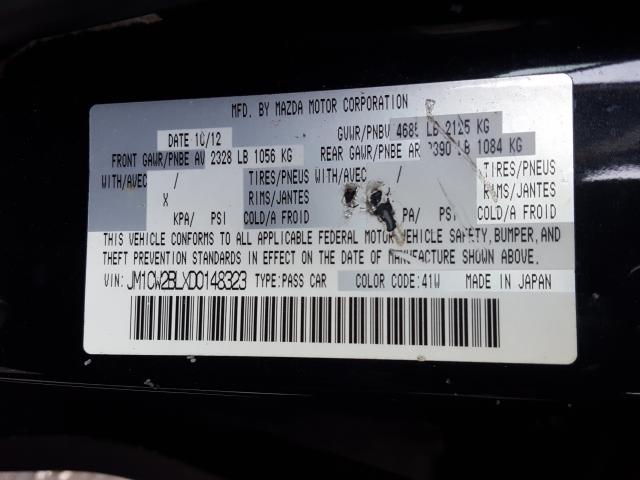 MFD. BY MAZDA MOTOR CORPORATION
DATE 10/12 GVWR/PNBV 4685 LB 2125 KG
FRONT GAWR/PNBE AV 2328 LB 1056 KG REAR GAWR/PNBE AR 2390 LB 1084 KG
WITH/AVEC / TIRES/PNEUS WITH/AVEC / TIRES/PNEUS
X RIMS/JANTES RIMS/JANTES
KPA/ PSI COLD/A FROID PA/ PSI COLD/A FROID
THIS VEHICLE CONFORMS TO ALL APPLICABLE FEDERAL MOTOR VEHICLE SAFETY, BUMPER, AND
THEFT PREVENTION STANDARDS IN EFFECT ON THE DATE OF MANUFACTURE SHOWN ABOVE.
VIN: JM1CW2BLXD0148323 TYPE:PASS CAR COLOR CODE:41W MADE IN JAPAN